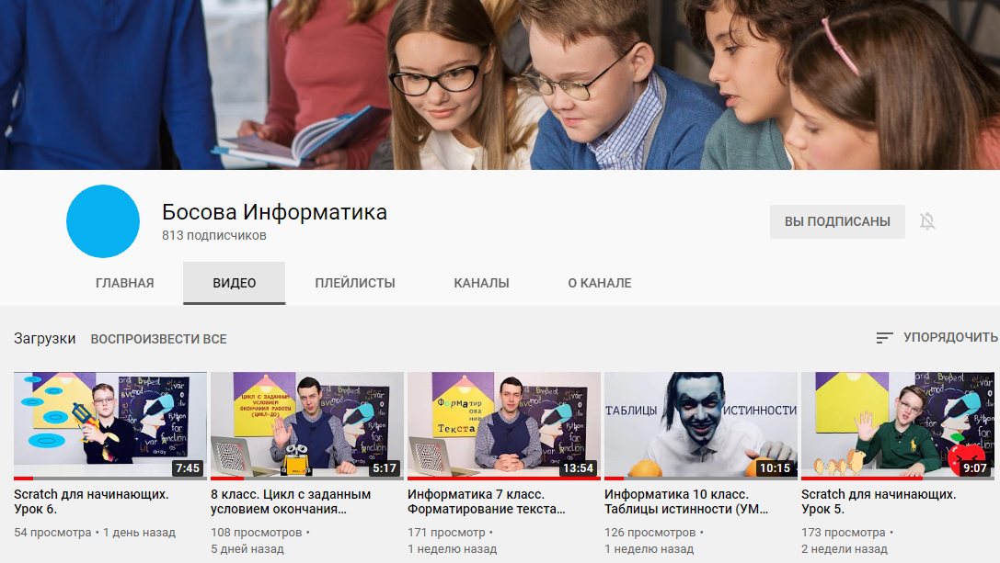 Босова Информатика
813 подписчиков
ВЫ ПОДПИСАНЫ
ГЛАВНАЯ ВИДЕО ПЛЕЙЛИСТЫ КАНАЛЫ О КАНАЛЕ
Загрузки ВОСПРОИЗВЕСТИ ВСЕ
УПОРЯДОЧИТЬ
7:45
Scratch для начинающих.
Урок 6.
54 просмотра • 1 день назад
ЦИКЛ С ЗАДАННЫМ
УСЛОВИЕМ
ОКОНЧАНИЯ РАБОТЫ
(ЦИКЛ-ДО)
5:17
8 класс. Цикл с заданным
условием окончания...
108 просмотров •
5 дней назад
Форматир
ова
ние
Текста
13:54
Информатика 7 класс.
Форматирование текста...
171 просмотр •
1 неделю назад
ТАБЛИЦЫ ИСТИННОСТИ
10:15
Информатика 10 класс.
Таблицы истинности (УМ...
126 просмотров •
1 неделю назад
9:07
Scratch для начинающих.
Урок 5.
173 просмотра •
2 недели назад